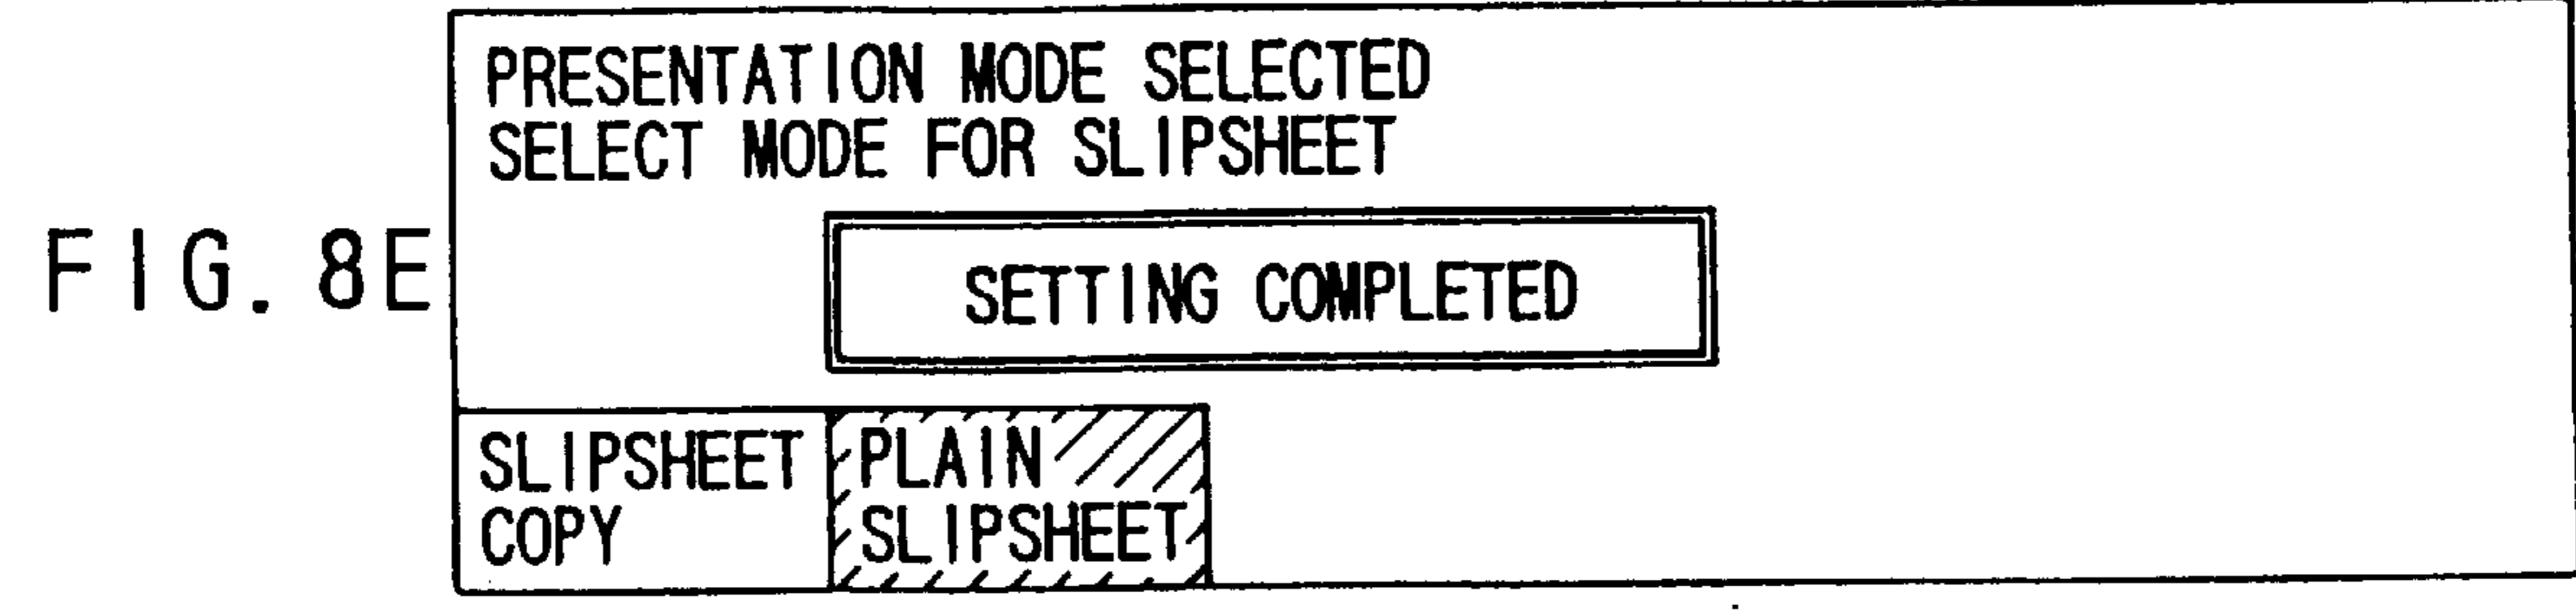 PRESENTATION MODE SELECTED
SELECT MODE FOR SLIPSHEET
FIG. 8E
SETTING COMPLETED
SLIPSHEET
COPY
PLAIN
SLIPSHEET